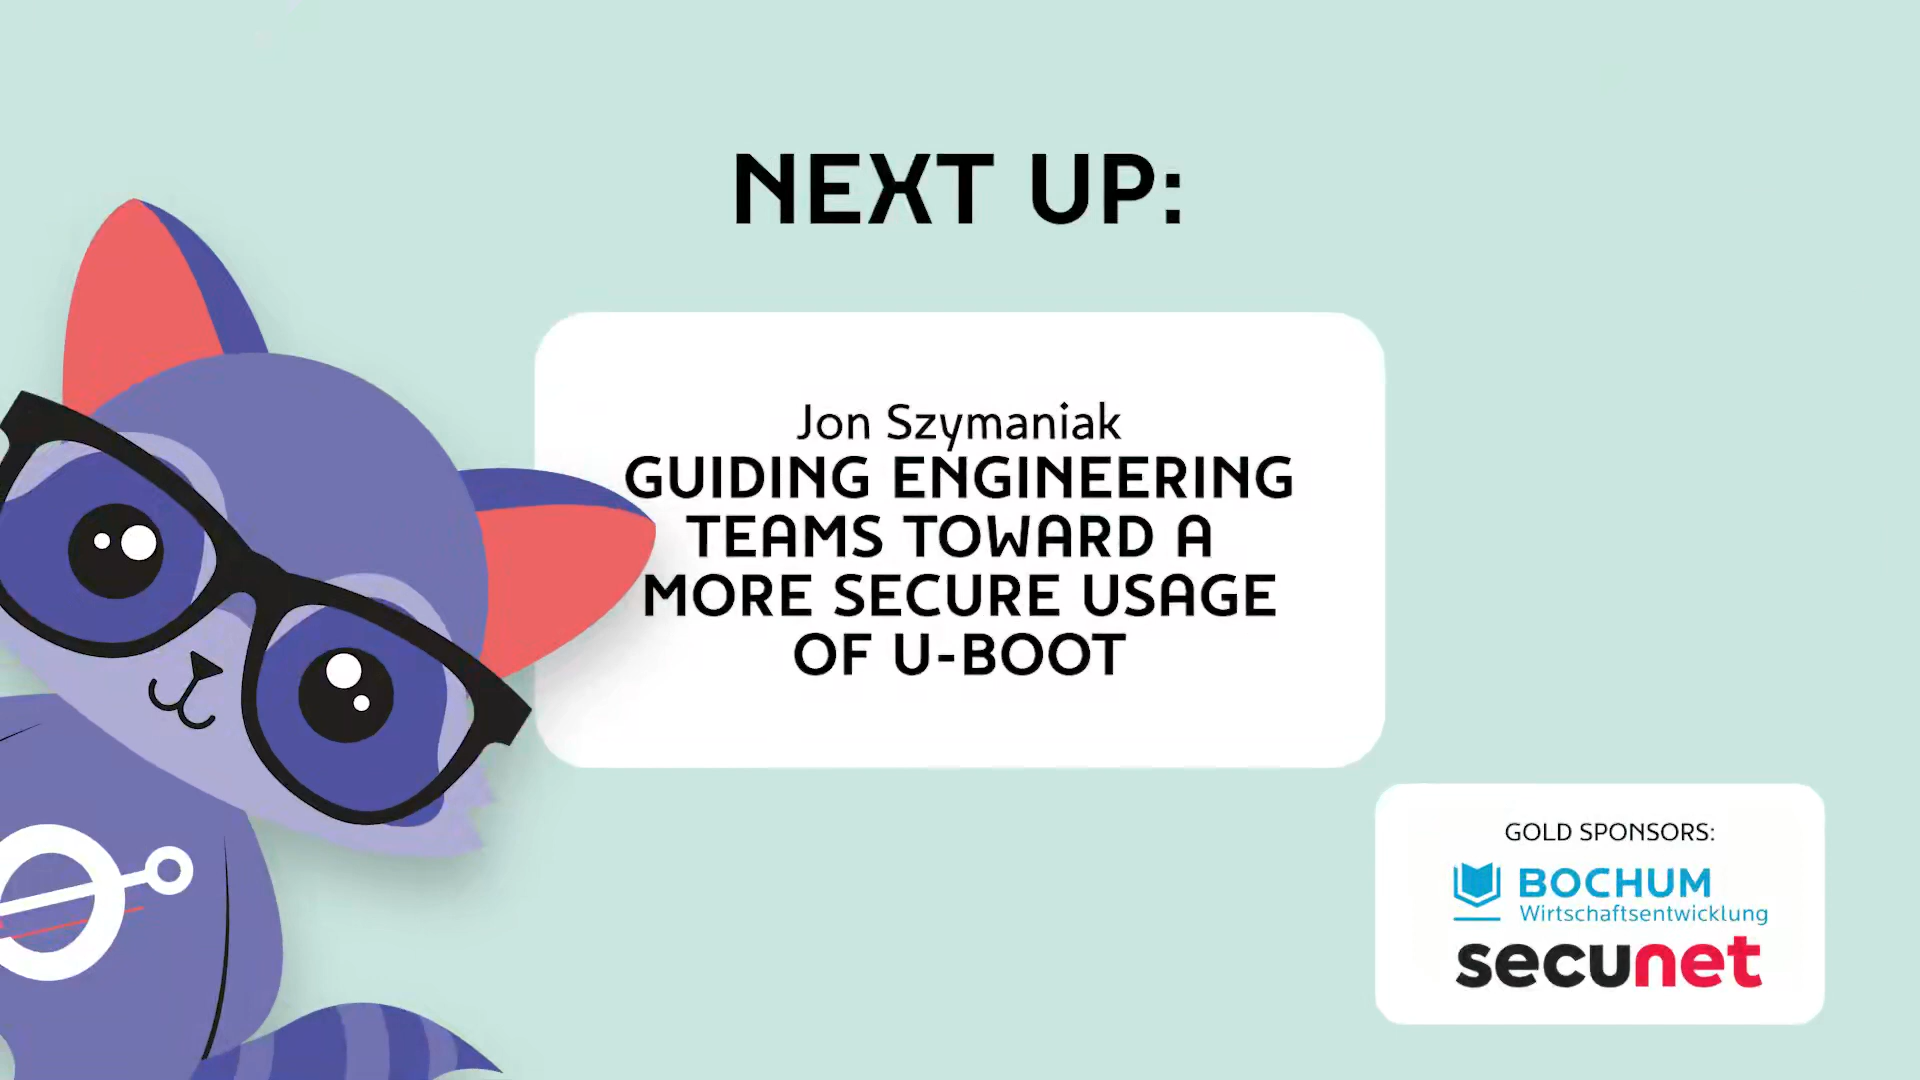 NEXT UP:
Jon Szymaniak
GUIDING ENGINEERING
TEAMS TOWARD A
MORE SECURE USAGE
OF U-BOOT
GOLD SPONSORS:
BOCHUM
Wirtschaftsentwicklung
secunet